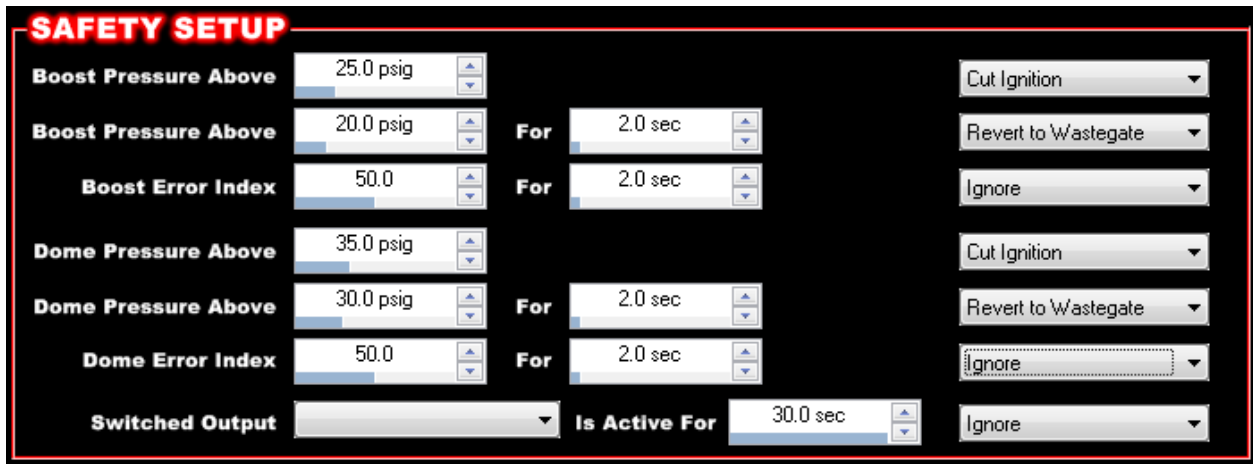 SAFETY SETUP
Boost Pressure Above 25.0 psig Cut Ignition
Boost Pressure Above 20.0 psig For 2.0 sec Revert to Wastegate
Boost Error Index 50.0 For 2.0 sec Ignore
Dome Pressure Above 35.0 psig Cut Ignition
Dome Pressure Above 30.0 psig For 2.0 sec Revert to Wastegate
Dome Error Index 50.0 For 2.0 sec Ignore
Switched Output Is Active For 30.0 sec Ignore